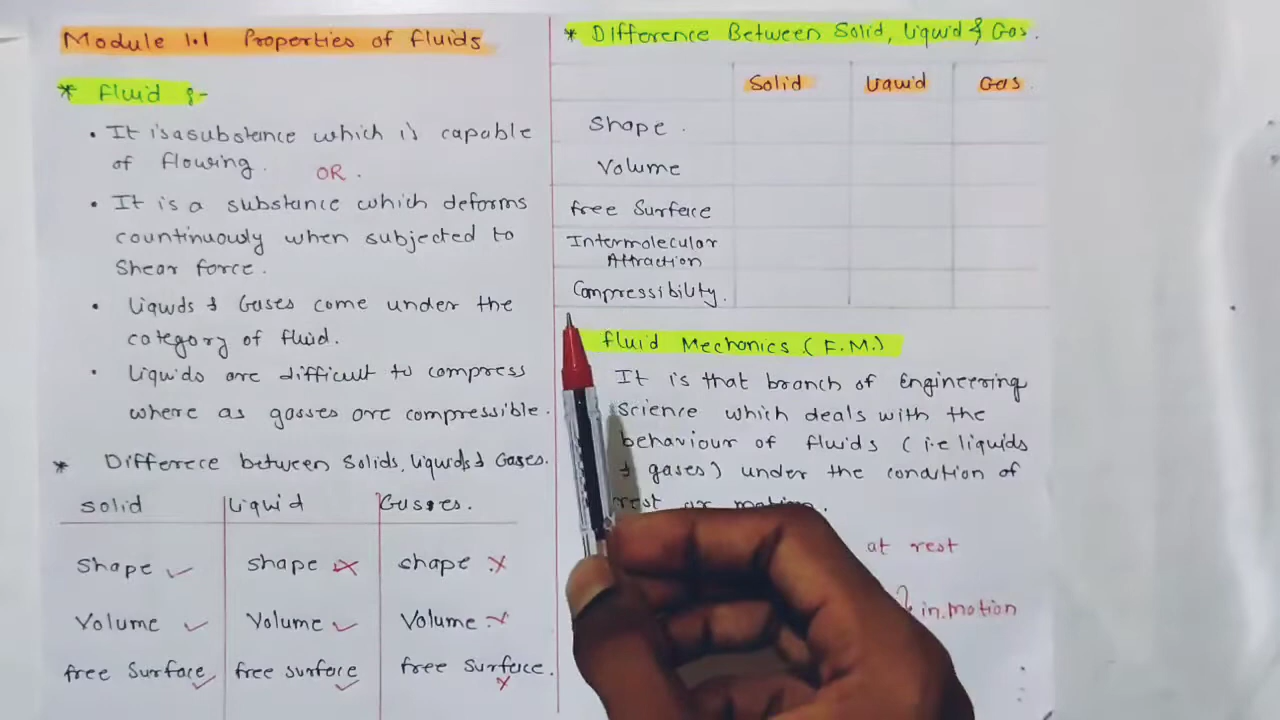 Module 1.1 Properties of fluids
* Fluid :-
• It is a substance which is capable
of flowing.
OR.
• It is a substance which deforms
countinuously when subjected to
Shear force.
• Liquids & Gases come under the
category of fluid.
• Liquids are difficult to compress
where as gasses are compressible.
* Differece between Solids, Liquids & Gases.
Solid Liquid Gasses.
Shape ✓ shape × shape ×
Volume ✓ Volume ✓ Volume ×
free Surface ✓ free surface ✓ free surface. ×
* Difference Between Solid, Liquid & Gas.
Solid Liquid Gas
Shape
Volume
free Surface
Intermolecular
Attraction
Compressibility
Fluid Mechanics (F.M.)
It is that branch of Engineering
Science which deals with the
behaviour of fluids (i.e liquids
& gases) under the condition of
rest or motion.
at rest
in motion